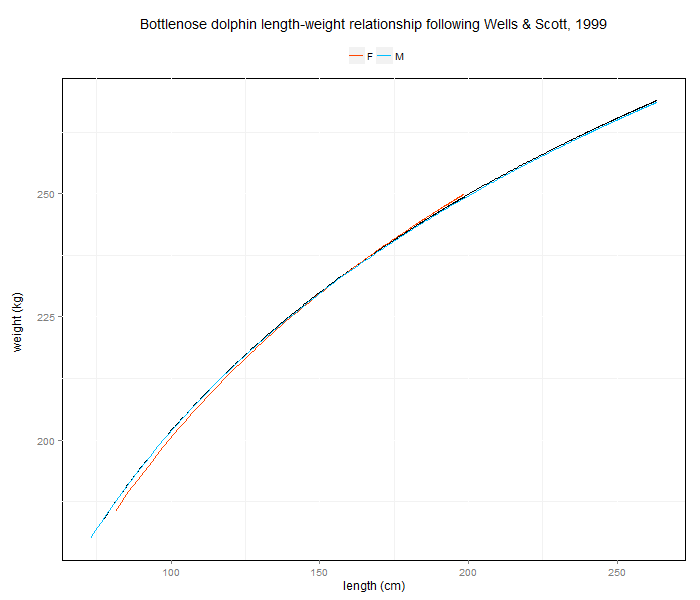 Bottlenose dolphin length-weight relationship following Wells & Scott, 1999
F M
250
225
200
weight (kg)
100 150 200 250
length (cm)